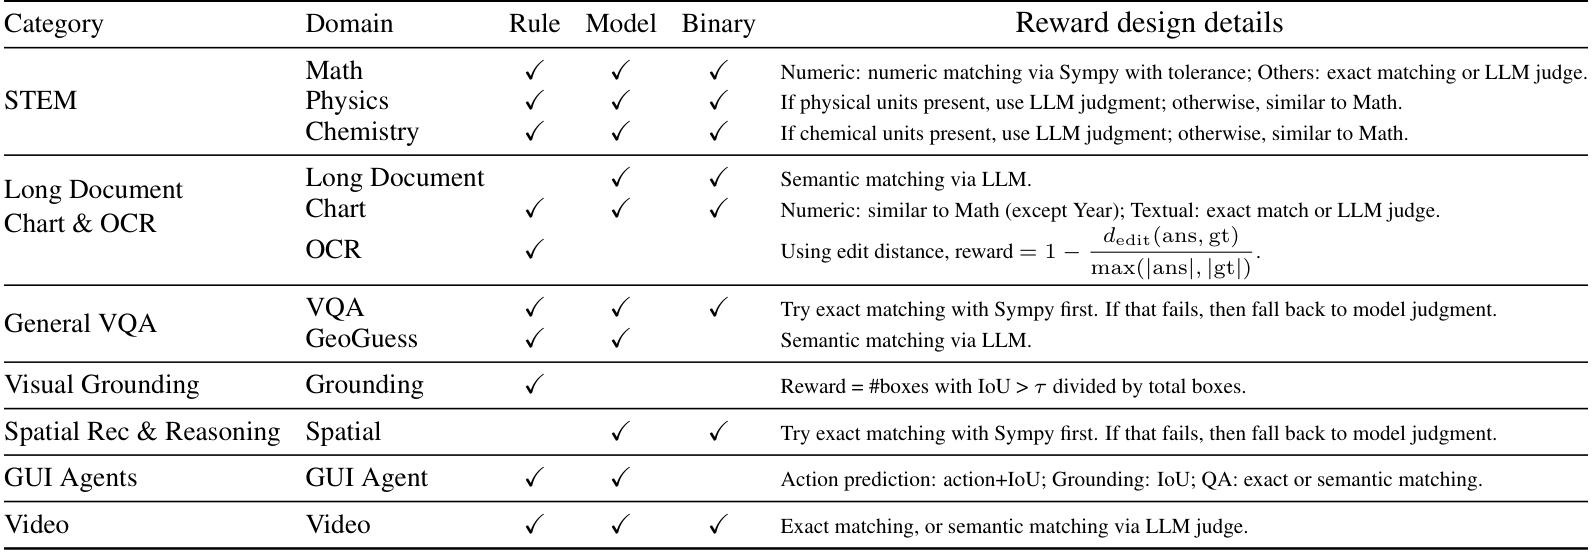 Category Domain Rule Model Binary Reward design details
STEM
Math ✓ ✓ ✓ Numeric: numeric matching via Sympy with tolerance; Others: exact matching or LLM judge.
Physics ✓ ✓ ✓ If physical units present, use LLM judgment; otherwise, similar to Math.
Chemistry ✓ ✓ ✓ If chemical units present, use LLM judgment; otherwise, similar to Math.
Long Document
Chart & OCR
Long Document ✓ ✓ Semantic matching via LLM.
Chart ✓ ✓ ✓ Numeric: similar to Math (except Year); Textual: exact match or LLM judge.
OCR ✓ Using edit distance, reward = 1 − d_edit(ans, gt) / max(|ans|, |gt|).
General VQA
VQA ✓ ✓ ✓ Try exact matching with Sympy first. If that fails, then fall back to model judgment.
GeoGuess ✓ ✓ Semantic matching via LLM.
Visual Grounding Grounding ✓ Reward = #boxes with IoU > τ divided by total boxes.
Spatial Rec & Reasoning Spatial ✓ ✓ Try exact matching with Sympy first. If that fails, then fall back to model judgment.
GUI Agents GUI Agent ✓ ✓ Action prediction: action+IoU; Grounding: IoU; QA: exact or semantic matching.
Video Video ✓ ✓ ✓ Exact matching, or semantic matching via LLM judge.